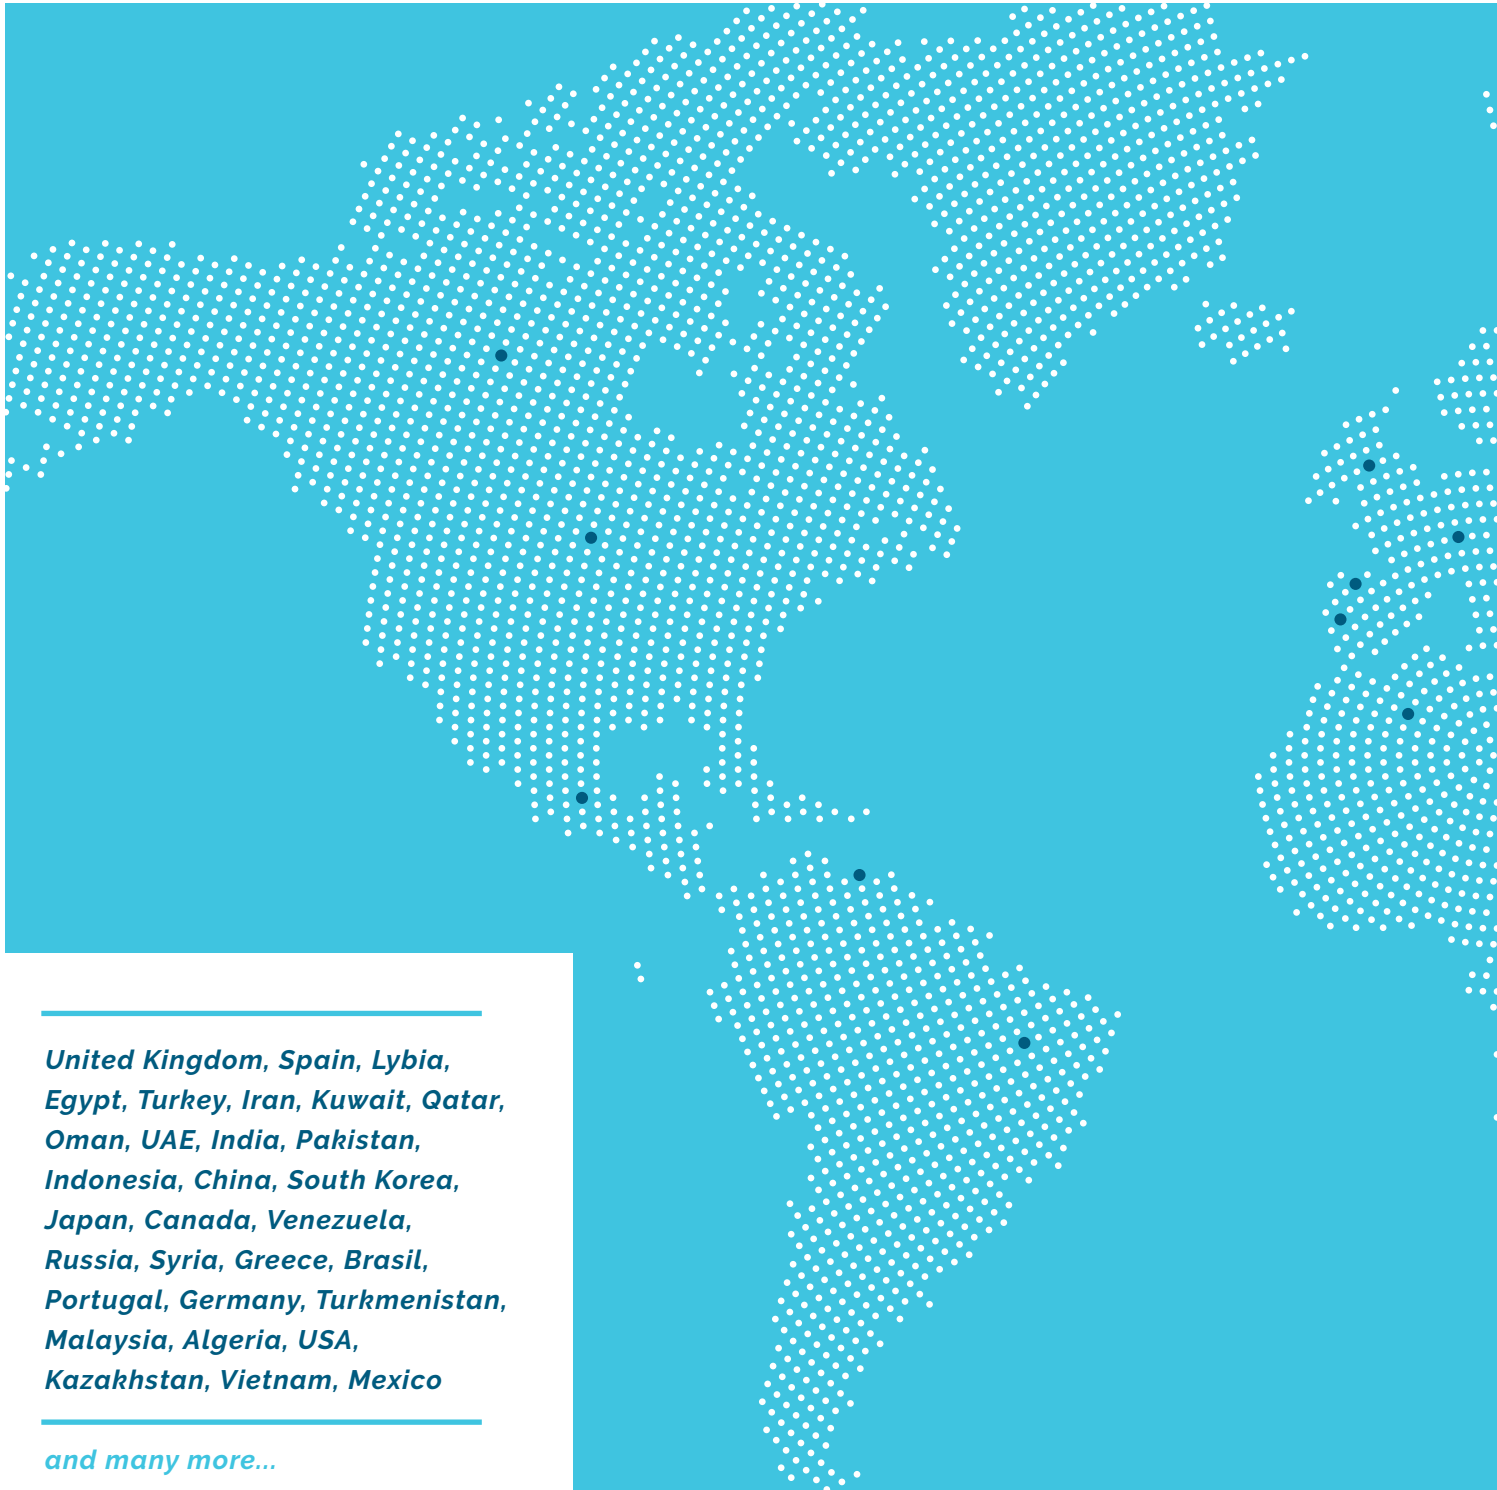 United Kingdom, Spain, Lybia,
Egypt, Turkey, Iran, Kuwait, Qatar,
Oman, UAE, India, Pakistan,
Indonesia, China, South Korea,
Japan, Canada, Venezuela,
Russia, Syria, Greece, Brasil,
Portugal, Germany, Turkmenistan,
Malaysia, Algeria, USA,
Kazakhstan, Vietnam, Mexico
and many more...